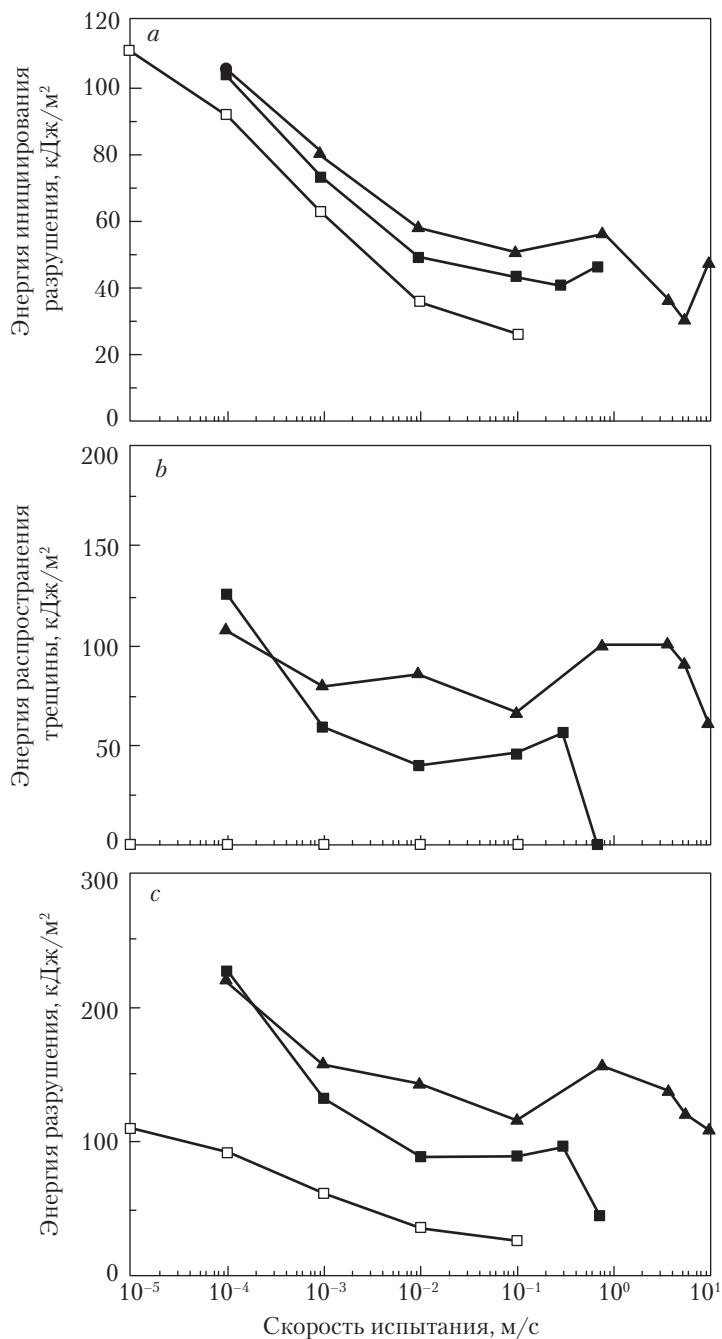 120
a
100
80
60
40
20
0
Энергия инициирования
разрушения, кДж/м²
200
b
150
100
50
0
Энергия распространения
трещины, кДж/м²
300
c
200
100
0
Энергия разрушения, кДж/м²
10⁻⁵ 10⁻⁴ 10⁻³ 10⁻² 10⁻¹ 10⁰ 10¹
Скорость испытания, м/с